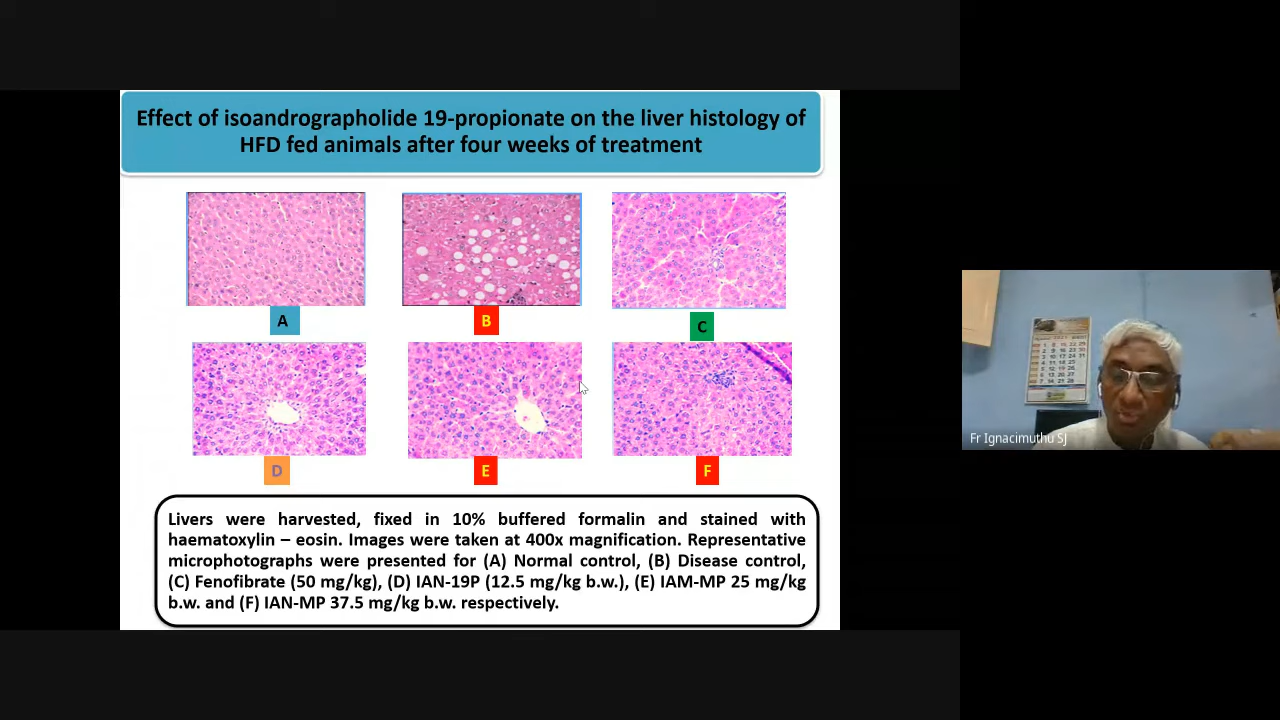 Effect of isoandrographolide 19-propionate on the liver histology of
HFD fed animals after four weeks of treatment
A
B
C
D
E
F
Livers were harvested, fixed in 10% buffered formalin and stained with
haematoxylin – eosin. Images were taken at 400x magnification. Representative
microphotographs were presented for (A) Normal control, (B) Disease control,
(C) Fenofibrate (50 mg/kg), (D) IAN-19P (12.5 mg/kg b.w.), (E) IAM-MP 25 mg/kg
b.w. and (F) IAN-MP 37.5 mg/kg b.w. respectively.
Fr Ignacimuthu SJ